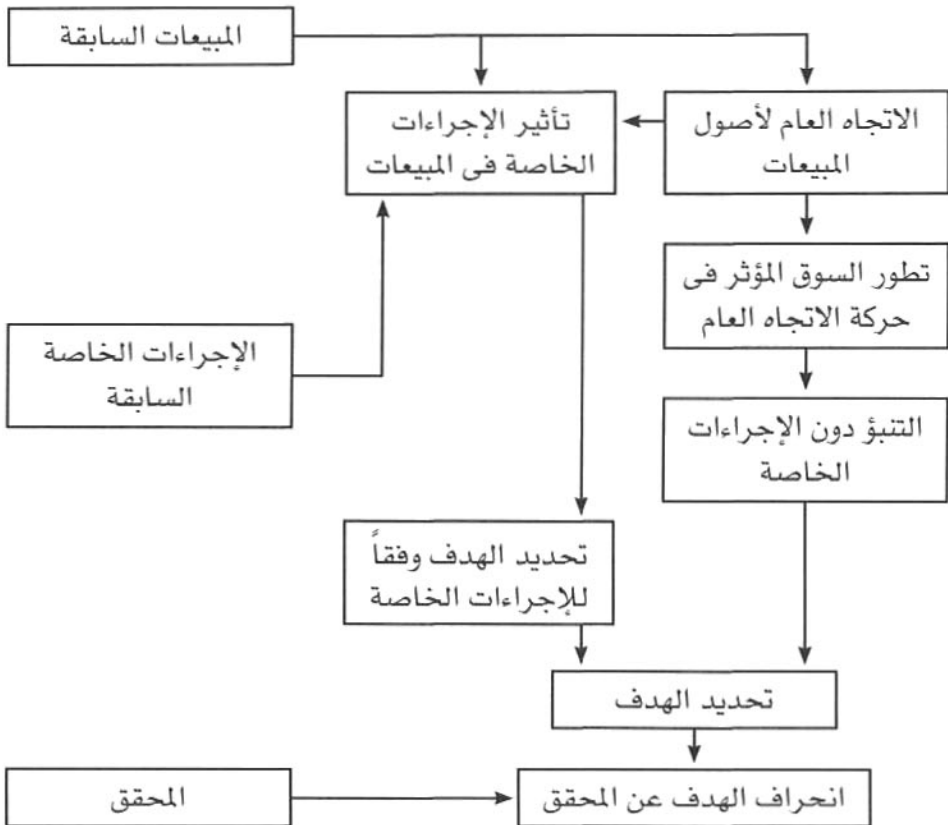 المبيعات السابقة
الاتجاه العام لأصول
المبيعات
تأثير الإجراءات
الخاصة فى المبيعات
تطور السوق المؤثر فى
حركة الاتجاه العام
الإجراءات الخاصة
السابقة
التنبؤ دون الإجراءات
الخاصة
تحديد الهدف وفقاً
للإجراءات الخاصة
تحديد الهدف
انحراف الهدف عن المحقق
المحقق